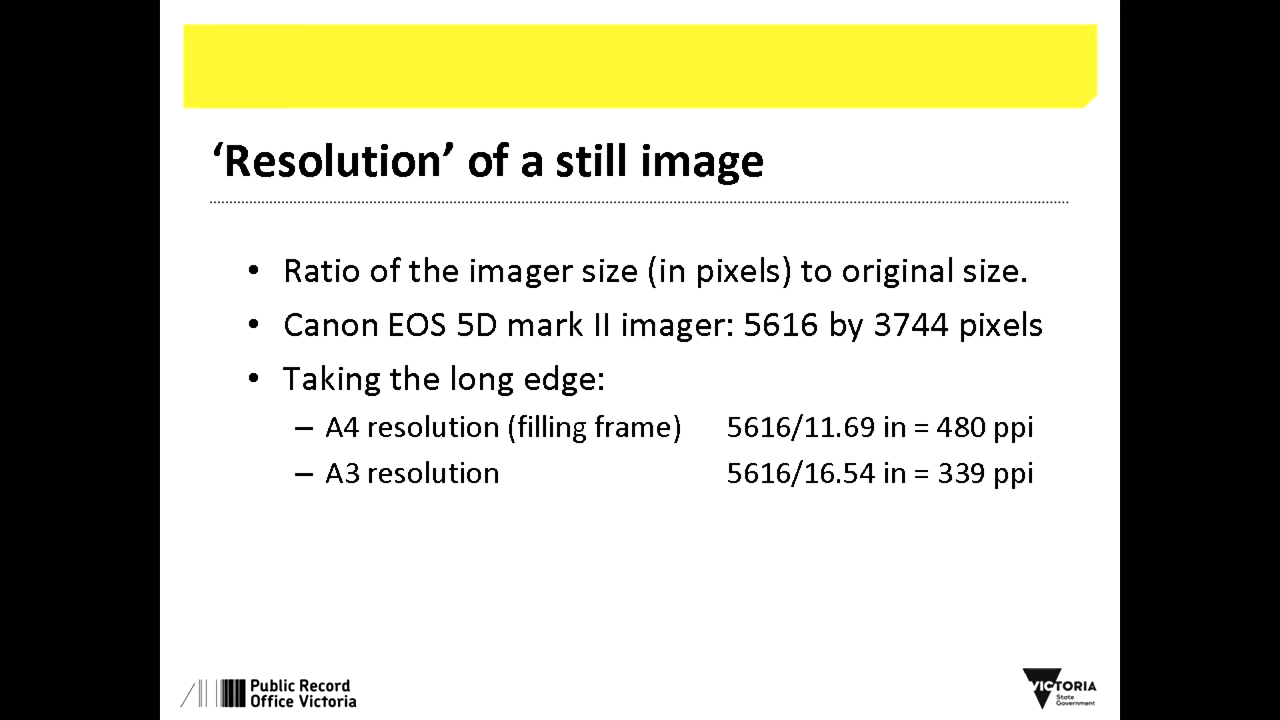 ‘Resolution’ of a still image
• Ratio of the imager size (in pixels) to original size.
• Canon EOS 5D mark II imager: 5616 by 3744 pixels
• Taking the long edge:
– A4 resolution (filling frame) 5616/11.69 in = 480 ppi
– A3 resolution 5616/16.54 in = 339 ppi
Public Record
Office Victoria
VICTORIA
State
Government